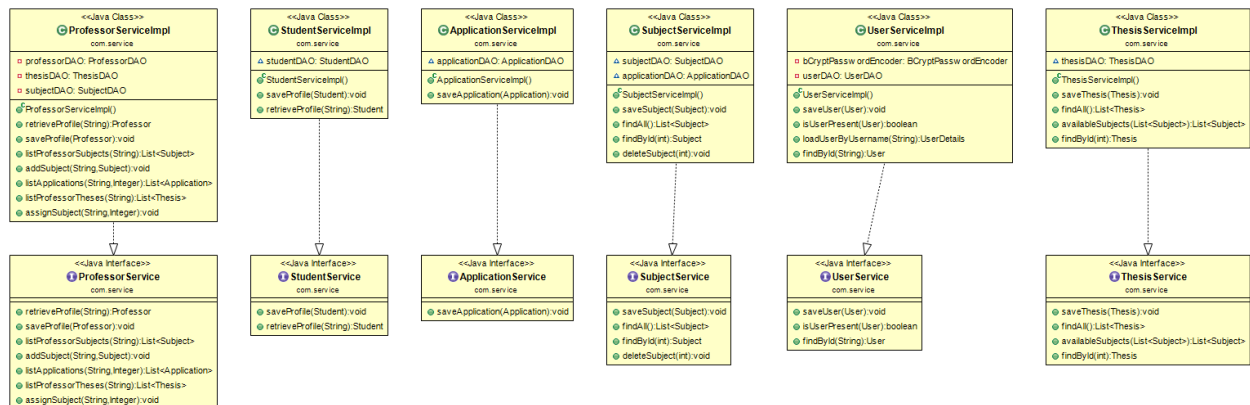 <<Java Class>>
ProfessorServiceImpl
com.service
professorDAO: ProfessorDAO
thesisDAO: ThesisDAO
subjectDAO: SubjectDAO
ProfessorServiceImpl()
retrieveProfile(String):Professor
saveProfile(Professor):void
listProfessorSubjects(String):List<Subject>
addSubject(String,Subject):void
listApplications(String,Integer):List<Application>
listProfessorTheses(String):List<Thesis>
assignSubject(String,Integer):void
<<Java Class>>
StudentServiceImpl
com.service
studentDAO: StudentDAO
StudentServiceImpl()
saveProfile(Student):void
retrieveProfile(String):Student
<<Java Class>>
ApplicationServiceImpl
com.service
applicationDAO: ApplicationDAO
ApplicationServiceImpl()
saveApplication(Application):void
<<Java Class>>
SubjectServiceImpl
com.service
subjectDAO: SubjectDAO
applicationDAO: ApplicationDAO
SubjectServiceImpl()
saveSubject(Subject):void
findAll():List<Subject>
findById(int):Subject
deleteSubject(int):void
<<Java Class>>
UserServiceImpl
com.service
bCryptPasswordEncoder: BCryptPasswordEncoder
userDAO: UserDAO
UserServiceImpl()
saveUser(User):void
isUserPresent(User):boolean
loadUserByUsername(String):UserDetails
findById(String):User
<<Java Class>>
ThesisServiceImpl
com.service
thesisDAO: ThesisDAO
ThesisServiceImpl()
saveThesis(Thesis):void
findAll():List<Thesis>
availableSubjects(List<Subject>):List<Subject>
findById(int):Thesis
<<Java Interface>>
ProfessorService
com.service
retrieveProfile(String):Professor
saveProfile(Professor):void
listProfessorSubjects(String):List<Subject>
addSubject(String,Subject):void
listApplications(String,Integer):List<Application>
listProfessorTheses(String):List<Thesis>
assignSubject(String,Integer):void
<<Java Interface>>
StudentService
com.service
saveProfile(Student):void
retrieveProfile(String):Student
<<Java Interface>>
ApplicationService
com.service
saveApplication(Application):void
<<Java Interface>>
SubjectService
com.service
saveSubject(Subject):void
findAll():List<Subject>
findById(int):Subject
deleteSubject(int):void
<<Java Interface>>
UserService
com.service
saveUser(User):void
isUserPresent(User):boolean
findById(String):User
<<Java Interface>>
ThesisService
com.service
saveThesis(Thesis):void
findAll():List<Thesis>
availableSubjects(List<Subject>):List<Subject>
findById(int):Thesis